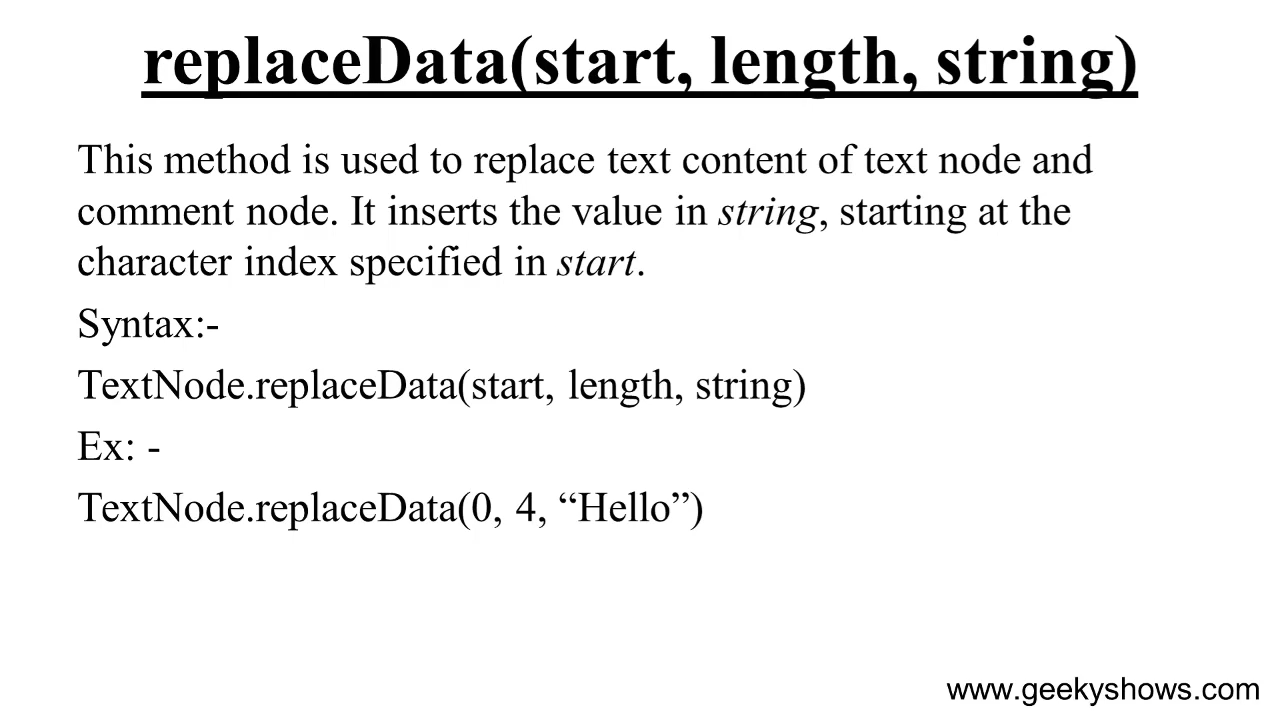 replaceData(start, length, string)
This method is used to replace text content of text node and
comment node. It inserts the value in string, starting at the
character index specified in start.
Syntax:-
TextNode.replaceData(start, length, string)
Ex: -
TextNode.replaceData(0, 4, “Hello”)
www.geekyshows.com